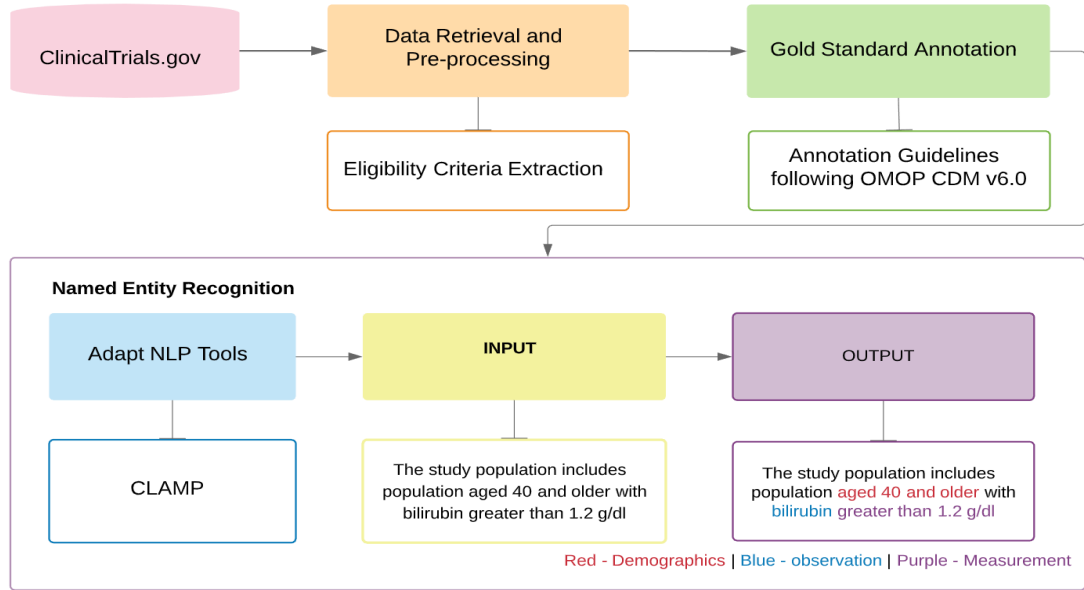 ClinicalTrials.gov
Data Retrieval and
Pre-processing
Gold Standard Annotation
Eligibility Criteria Extraction
Annotation Guidelines
following OMOP CDM v6.0
Named Entity Recognition
Adapt NLP Tools
INPUT
OUTPUT
CLAMP
The study population includes
population aged 40 and older with
bilirubin greater than 1.2 g/dl
The study population includes
population aged 40 and older with
bilirubin greater than 1.2 g/dl
Red - Demographics | Blue - observation | Purple - Measurement